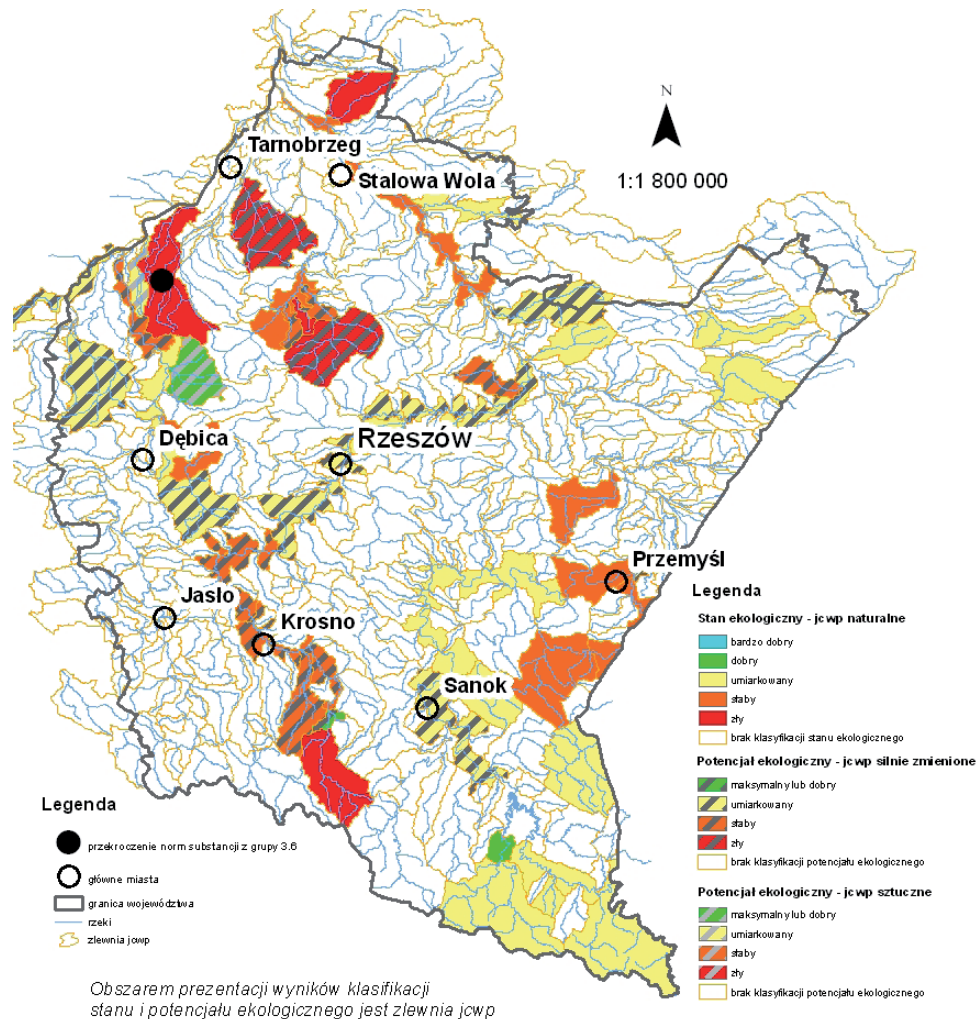 N
1:1 800 000
Tarnobrzeg
Stalowa Wola
Dębica
Rzeszów
Przemyśl
Jasło
Krosno
Sanok
Legenda
Stan ekologiczny - jcwp naturalne
bardzo dobry
dobry
umiarkowany
słaby
zły
brak klasyfikacji stanu ekologicznego
Potencjał ekologiczny - jcwp silnie zmienione
maksymalny lub dobry
umiarkowany
słaby
zły
brak klasyfikacji potencjału ekologicznego
Potencjał ekologiczny - jcwp sztuczne
maksymalny lub dobry
umiarkowany
słaby
zły
brak klasyfikacji potencjału ekologicznego
Legenda
przekroczenie norm substancji z grupy 3.6
główne miasta
granica województwa
rzeki
zlewnia jcwp
Obszarem prezentacji wyników klasyfikacji
stanu i potencjału ekologicznego jest zlewnia jcwp